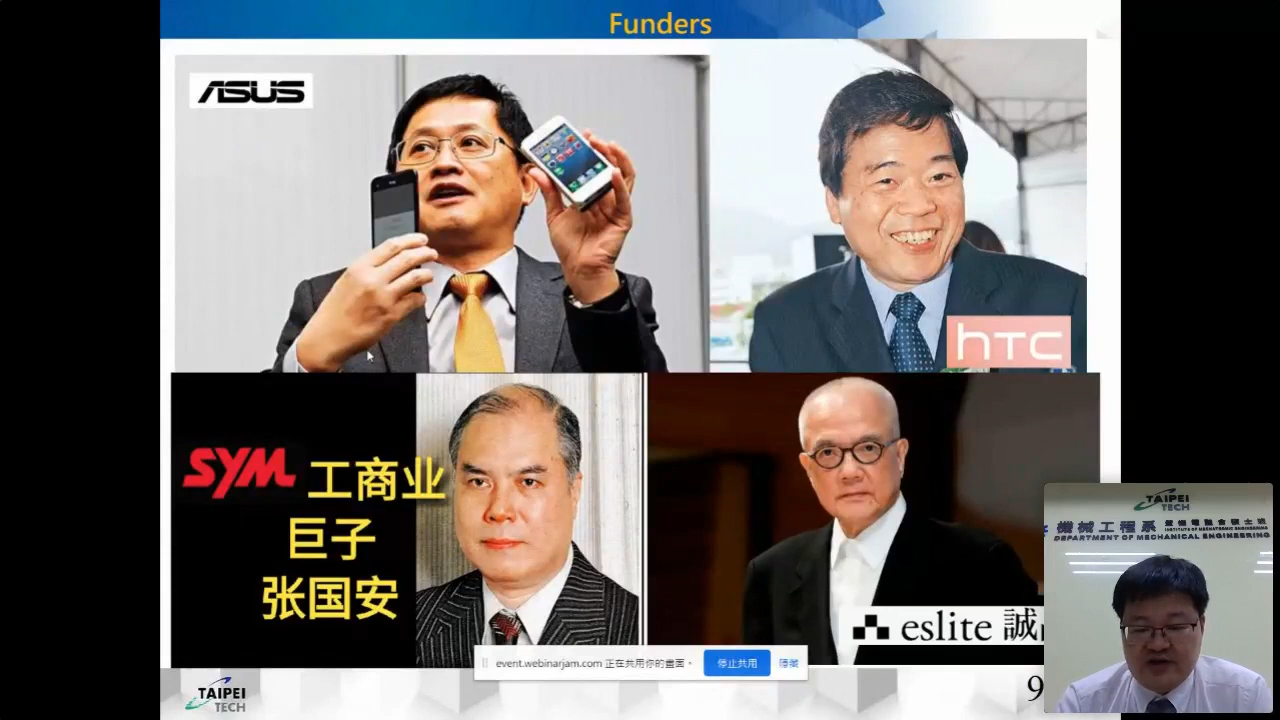 Funders
ASUS
hTC
SYM 工商业
巨子
张国安
eslite 誠
event.webinarjam.com 正在共用你的畫面。
停止共用
隱藏
TAIPEI
TECH
9
TAIPEI
TECH
機械工程系
DEPARTMENT OF MECHANICAL ENGINEERING